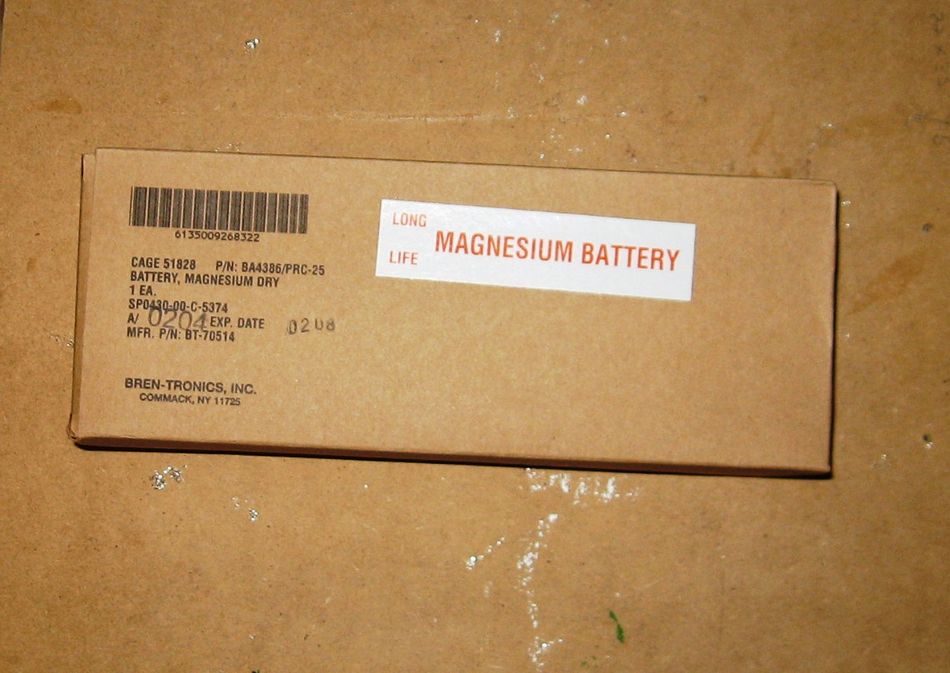 6135009268322
CAGE 51828 P/N: BA4386/PRC-25
BATTERY, MAGNESIUM DRY
1 EA.
SP0430-00-C-5374
A/ 0204 EXP. DATE 0208
MFR. P/N: BT-70514
BREN-TRONICS, INC.
COMMACK, NY 11725
LONG
LIFE
MAGNESIUM BATTERY